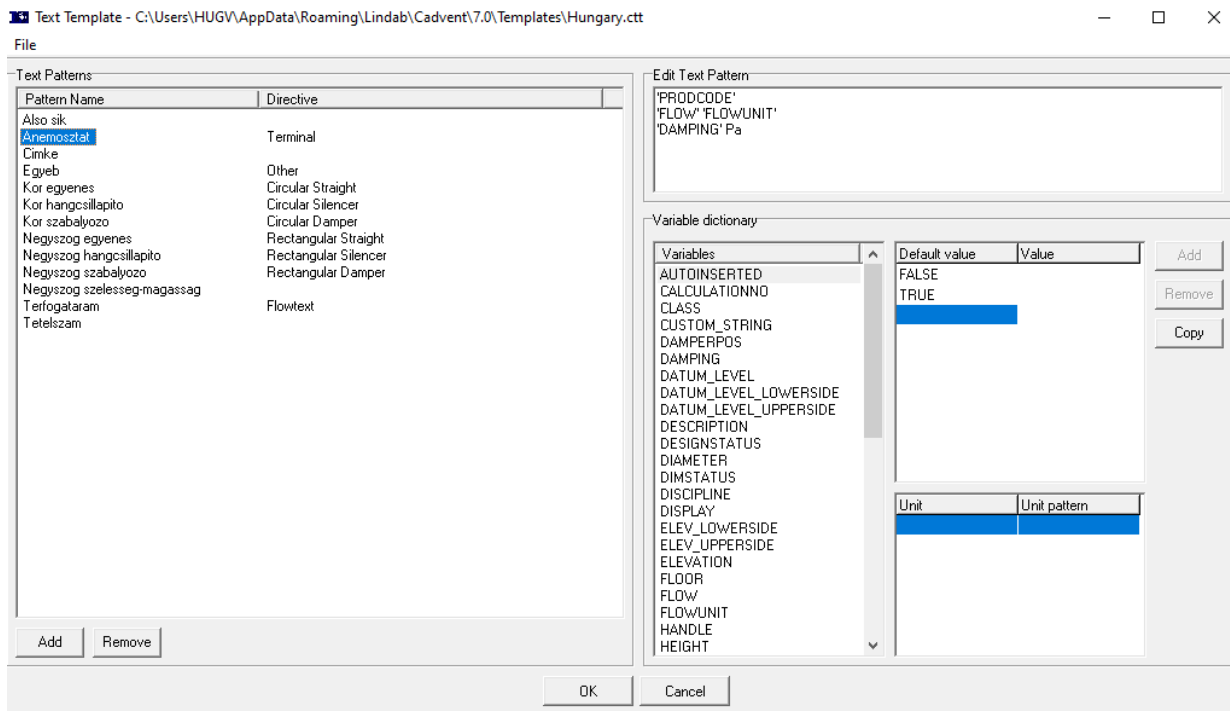 Text Template - C:\Users\HUGV\AppData\Roaming\Lindab\Cadvent\7.0\Templates\Hungary.ctt
File
Text Patterns
Pattern Name Directive
Also sik
Anemosztat Terminal
Cimke
Egyeb Other
Kor egyenes Circular Straight
Kor hangcsillapito Circular Silencer
Kor szabalyozo Circular Damper
Negyszog egyenes Rectangular Straight
Negyszog hangcsillapito Rectangular Silencer
Negyszog szabalyozo Rectangular Damper
Negyszog szelesseg-magassag
Terfogataram Flowtext
Tetelszam
Add Remove
Edit Text Pattern
'PRODCODE'
'FLOW' 'FLOWUNIT'
'DAMPING' Pa
Variable dictionary
Variables
AUTOINSERTED
CALCULATIONNO
CLASS
CUSTOM_STRING
DAMPERPOS
DAMPING
DATUM_LEVEL
DATUM_LEVEL_LOWERSIDE
DATUM_LEVEL_UPPERSIDE
DESCRIPTION
DESIGNSTATUS
DIAMETER
DIMSTATUS
DISCIPLINE
DISPLAY
ELEV_LOWERSIDE
ELEV_UPPERSIDE
ELEVATION
FLOOR
FLOW
FLOWUNIT
HANDLE
HEIGHT
Default value Value
FALSE
TRUE
Unit Unit pattern
Add
Remove
Copy
OK Cancel